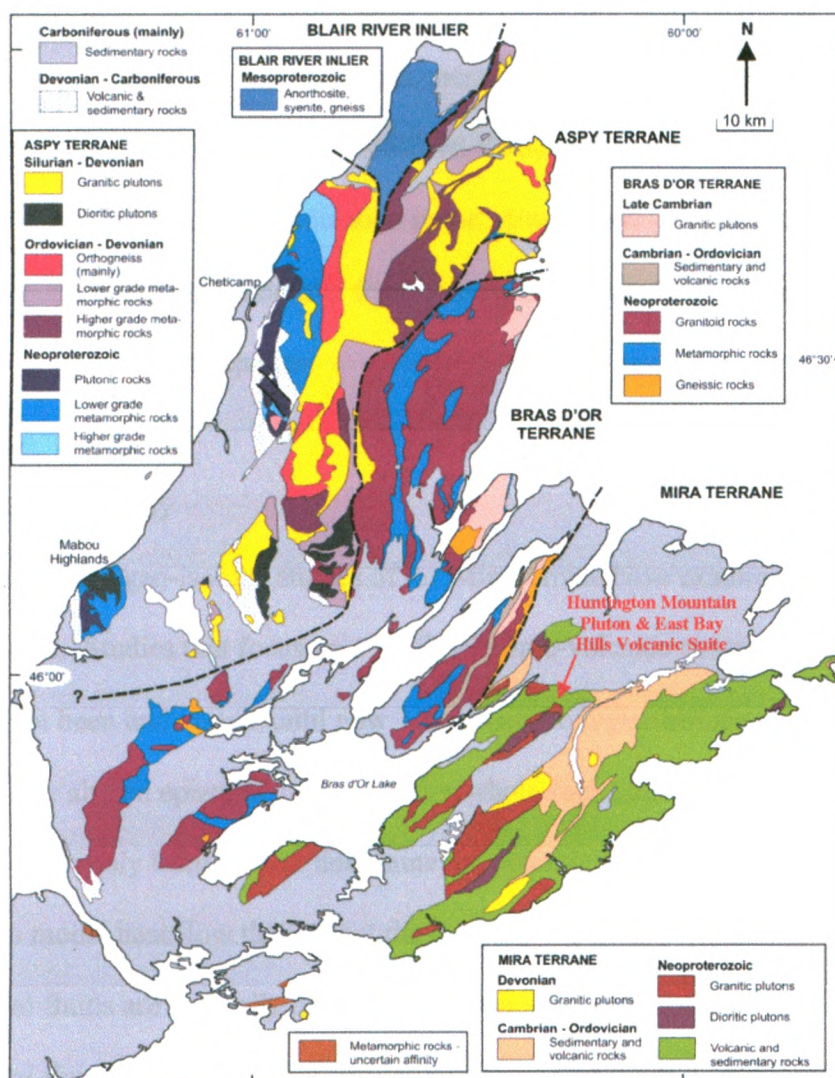 BLAIR RIVER INLIER
61°00'
60°00'
N
10 km
Carboniferous (mainly)
Sedimentary rocks
Devonian - Carboniferous
Volcanic &
sedimentary rocks
BLAIR RIVER INLIER
Mesoproterozoic
Anorthosite,
syenite, gneiss
ASPY TERRANE
ASPY TERRANE
Silurian - Devonian
Granitic plutons
Dioritic plutons
Ordovician - Devonian
Orthogneiss
(mainly)
Lower grade meta-
morphic rocks
Higher grade meta-
morphic rocks
Neoproterozoic
Plutonic rocks
Lower grade
metamorphic rocks
Higher grade
metamorphic rocks
BRAS D'OR TERRANE
Late Cambrian
Granitic plutons
Cambrian - Ordovician
Sedimentary and
volcanic rocks
Neoproterozoic
Granitoid rocks
Metamorphic rocks
Gneissic rocks
Cheticamp
46°30'
BRAS D'OR
TERRANE
MIRA TERRANE
Mabou
Highlands
Huntington Mountain
Pluton & East Bay
Hills Volcanic Suite
46°00'
?
Bras d'Or Lake
MIRA TERRANE
Devonian
Granitic plutons
Cambrian - Ordovician
Sedimentary and
volcanic rocks
Neoproterozoic
Granitic plutons
Dioritic plutons
Volcanic and
sedimentary rocks
Metamorphic rocks -
uncertain affinity